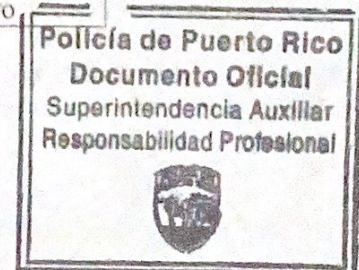 Policía de Puerto Rico
Documento Oficial
Superintendencia Auxiliar
Responsabilidad Profesional